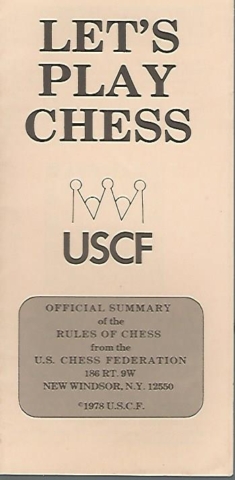 LET'S
PLAY
CHESS
USCF
OFFICIAL SUMMARY
of the
RULES OF CHESS
from the
U.S. CHESS FEDERATION
186 RT. 9W
NEW WINDSOR, N.Y. 12550
©1978 U.S.C.F.